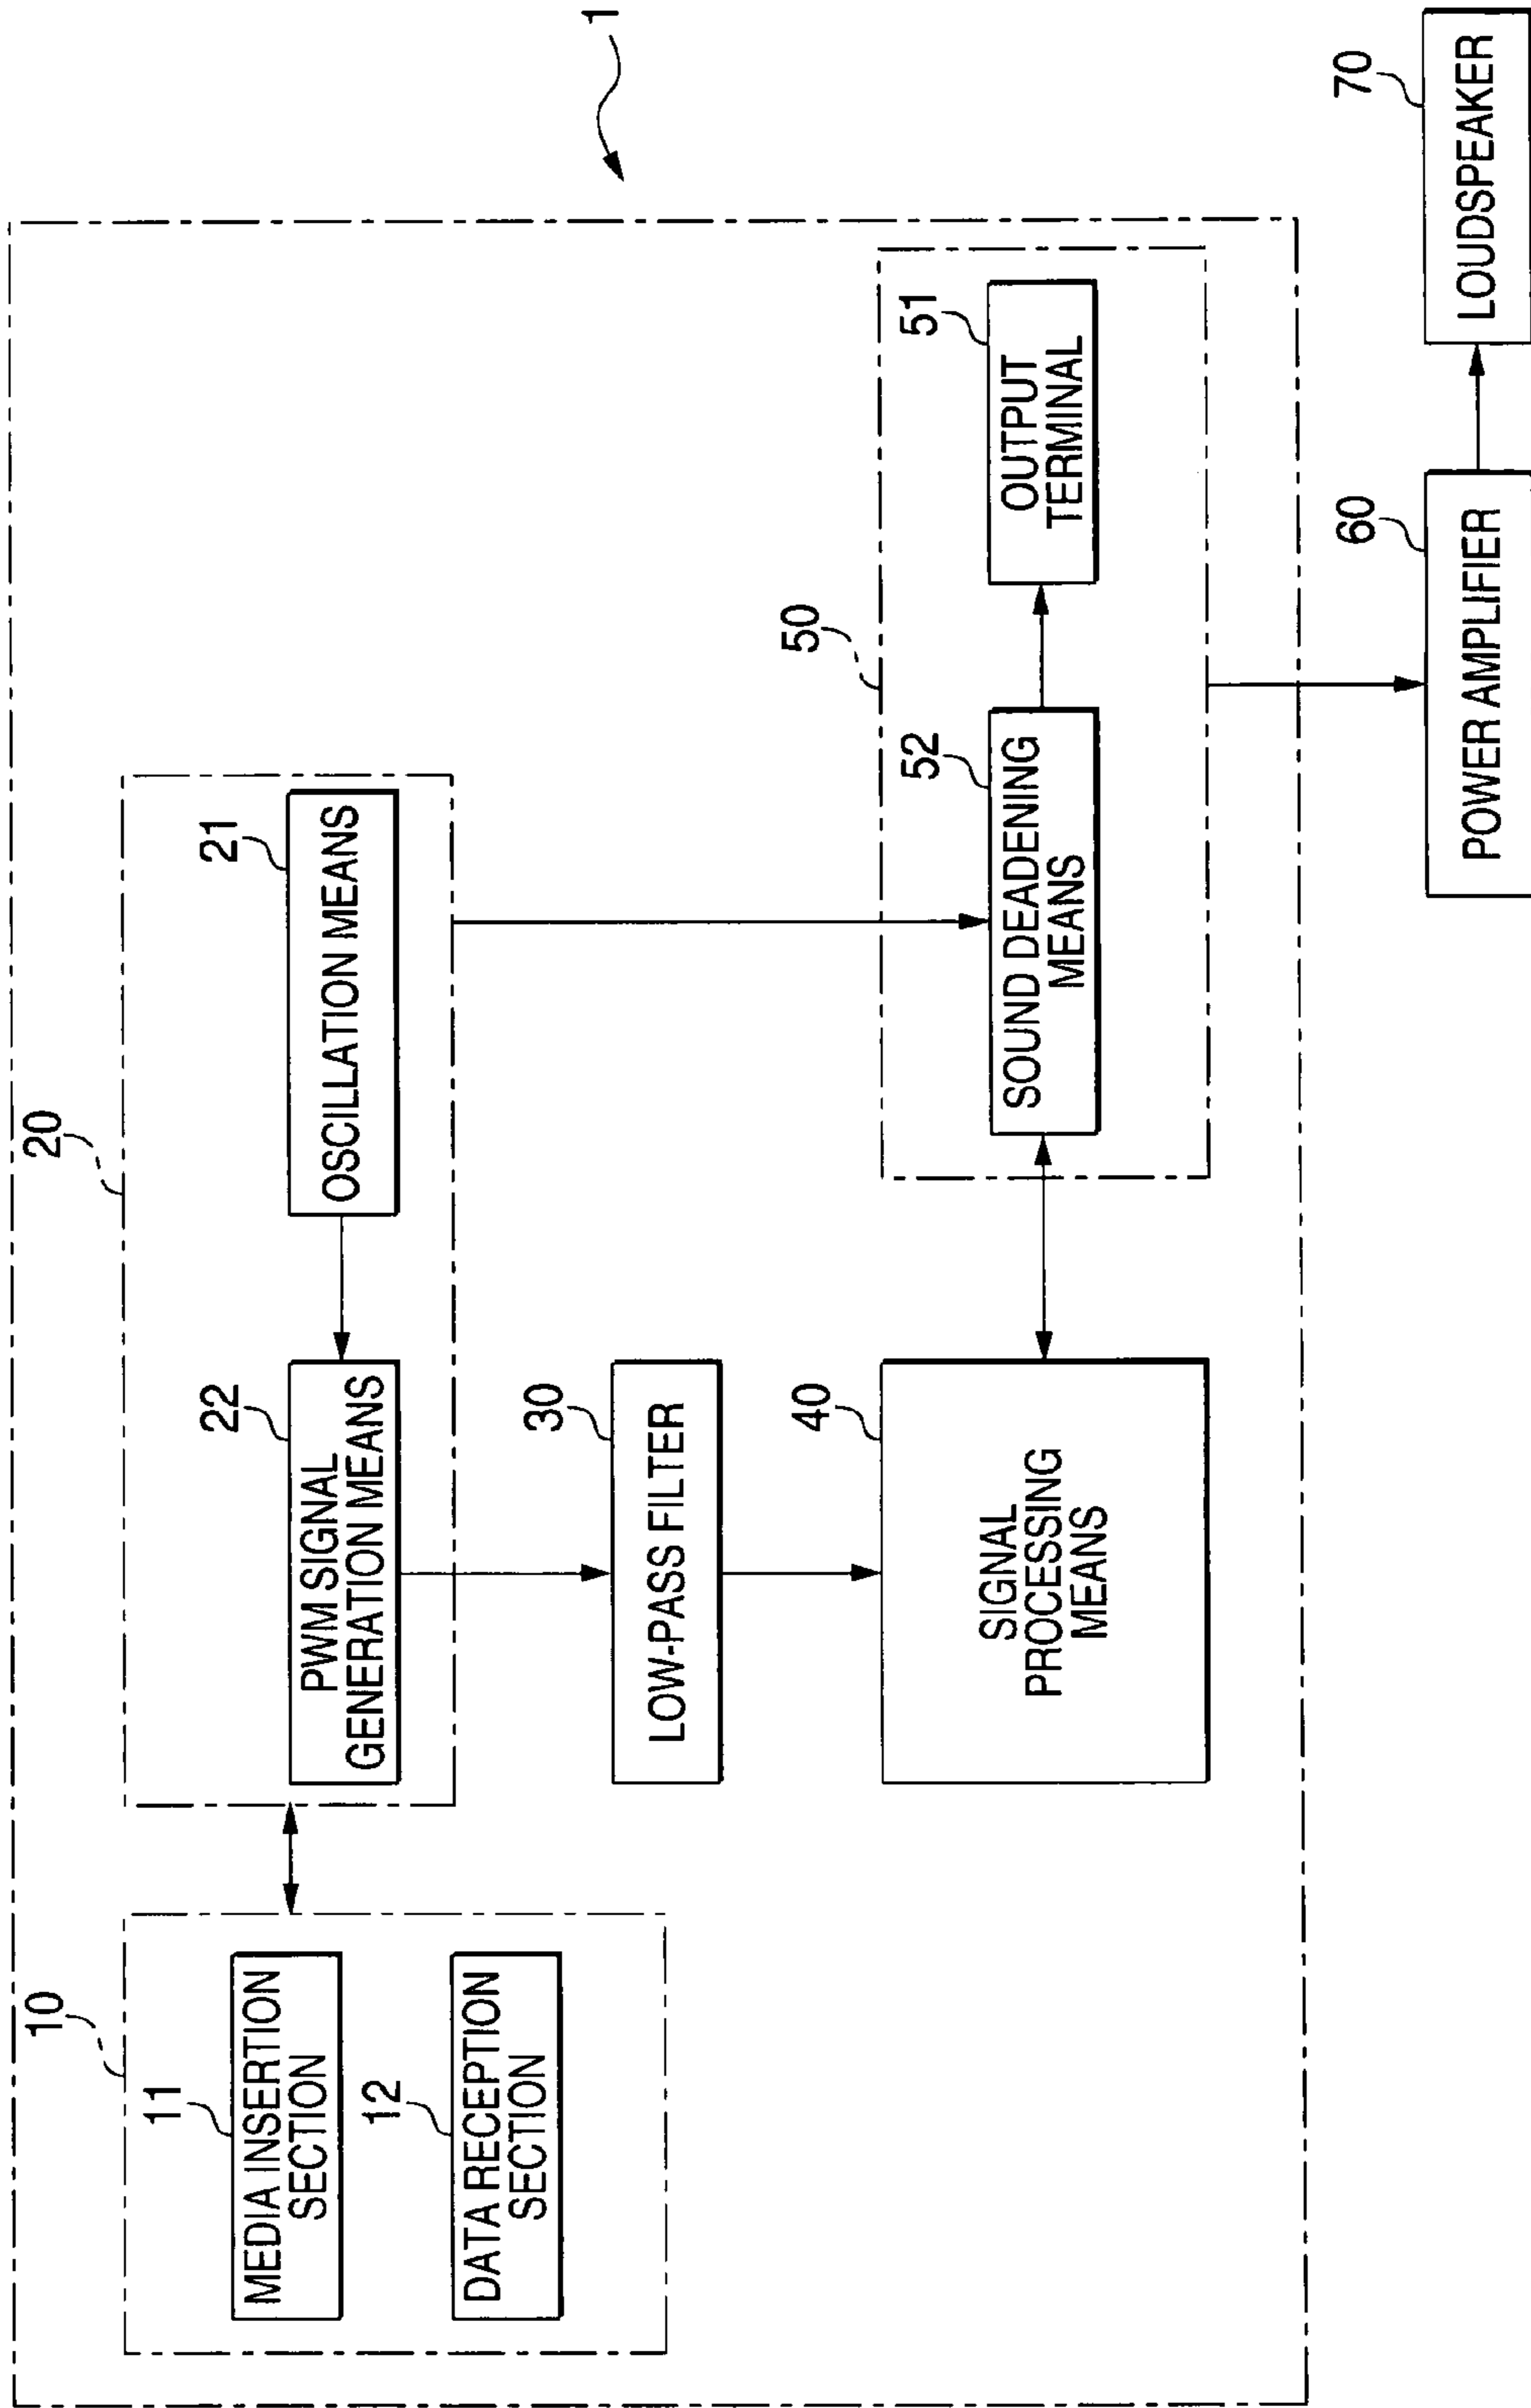 1
20
10
11
MEDIA INSERTION
SECTION
12
DATA RECEPTION
SECTION
22
PWM SIGNAL
GENERATION MEANS
21
OSCILLATION MEANS
30
LOW-PASS FILTER
40
SIGNAL
PROCESSING
MEANS
50
52
SOUND DEADENING
MEANS
51
OUTPUT
TERMINAL
60
POWER AMPLIFIER
70
LOUDSPEAKER